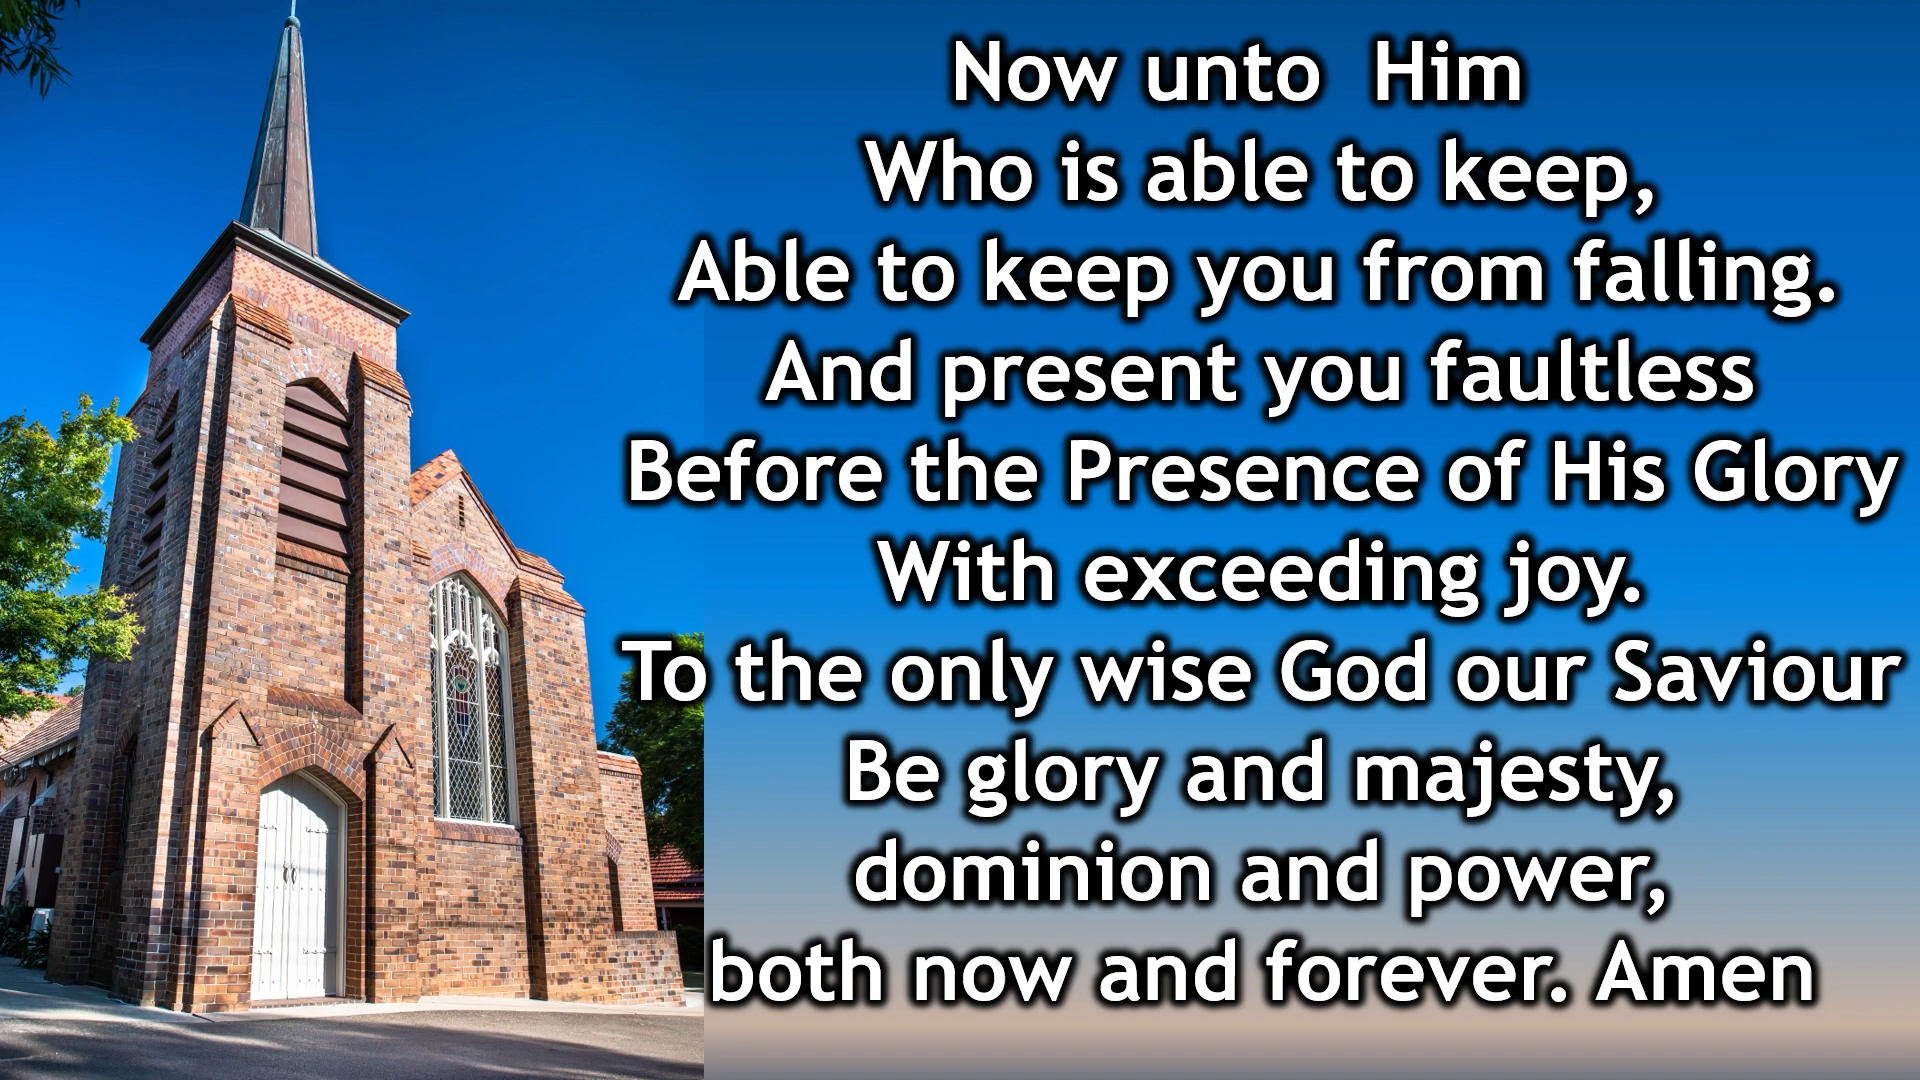 Now unto  Him
Who is able to keep,
Able to keep you from falling.
And present you faultless
Before the Presence of His Glory
With exceeding joy.
To the only wise God our Saviour
Be glory and majesty,
dominion and power,
both now and forever. Amen